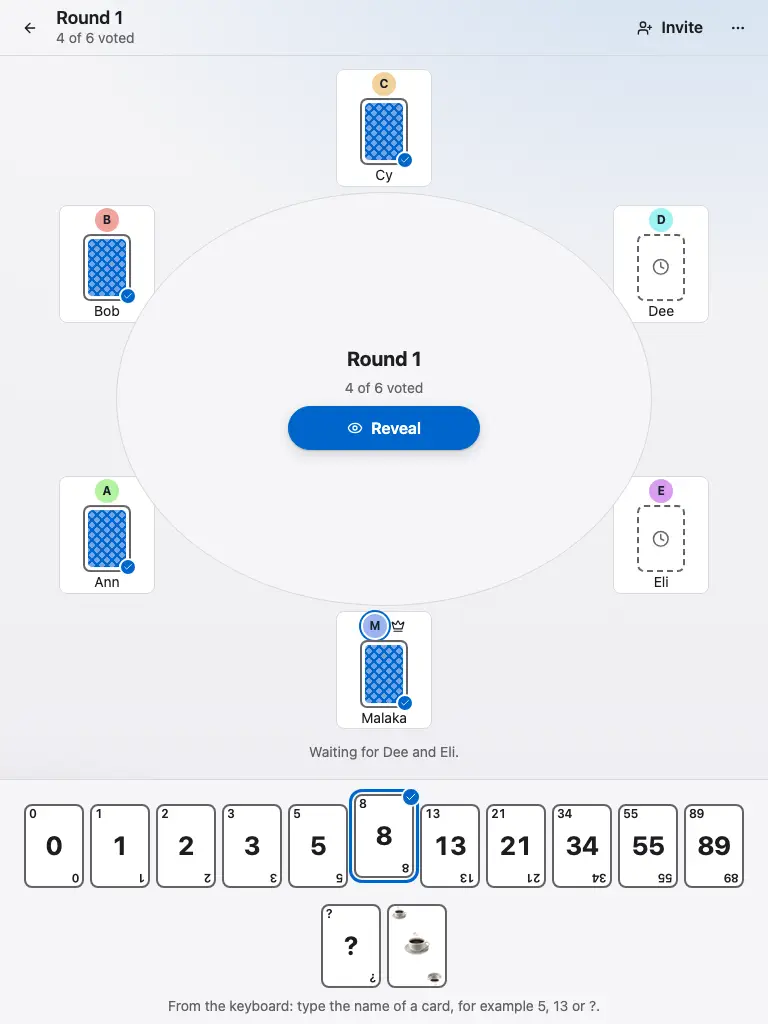 Round 1
4 of 6 voted
Invite
C
Cy
B
Bob
D
Dee
Round 1
4 of 6 voted
Reveal
A
Ann
E
Eli
M
Malaka
Waiting for Dee and Eli.
0 1 2 3 5 8 13 21 34 55 89
0 1 2 3 5 8 13 21 34 55 89
0 1 2 3 5 8 13 21 34 55 89
?
?
?
From the keyboard: type the name of a card, for example 5, 13 or ?.